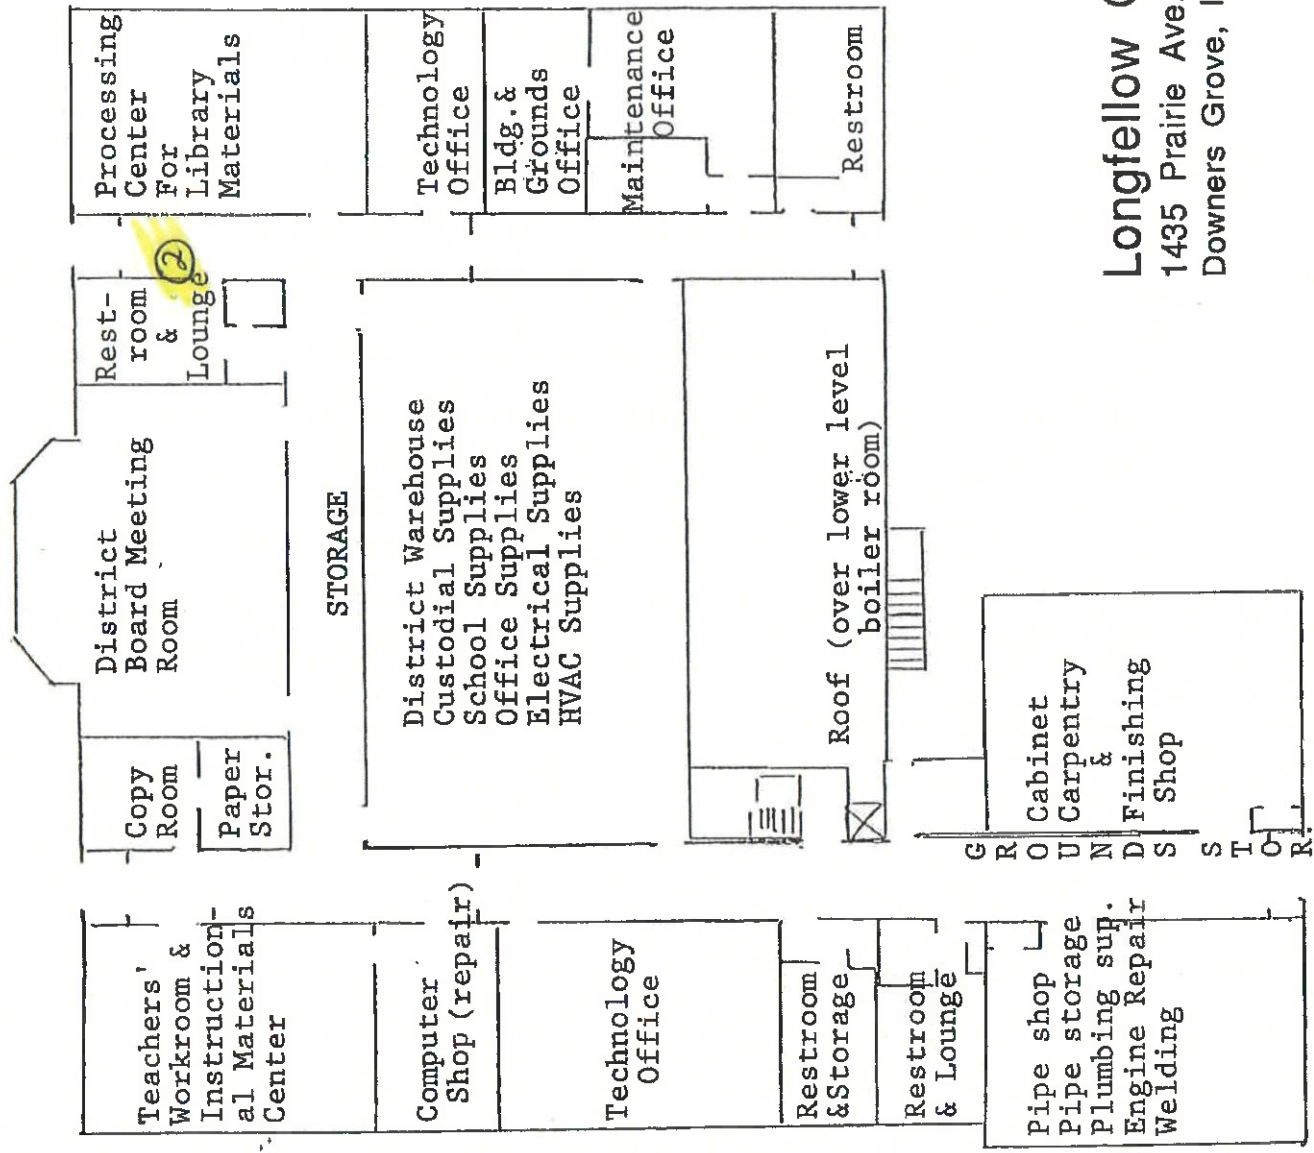 Processing
Center
For
Library
Materials
Technology
Office
Bldg.&
Grounds
Office
Maintenance
Office
Restroom
Rest-
room
&
Lounge
2
District
Board Meeting
Room
Copy
Room
Paper
Stor.
STORAGE
District Warehouse
Custodial Supplies
School Supplies
Office Supplies
Electrical Supplies
HVAC Supplies
Roof (over lower level
boiler room)
Teachers'
Workroom &
Instruction-
al Materials
Center
Computer
Shop (repair)
Technology
Office
Restroom
&Storage
Restroom
& Lounge
Pipe shop
Pipe storage
Plumbing sup.
Engine Repair
Welding
GROUNDS STOR.
Cabinet
Carpentry
&
Finishing
Shop
Longfellow
1435 Prairie Ave.
Downers Grove,